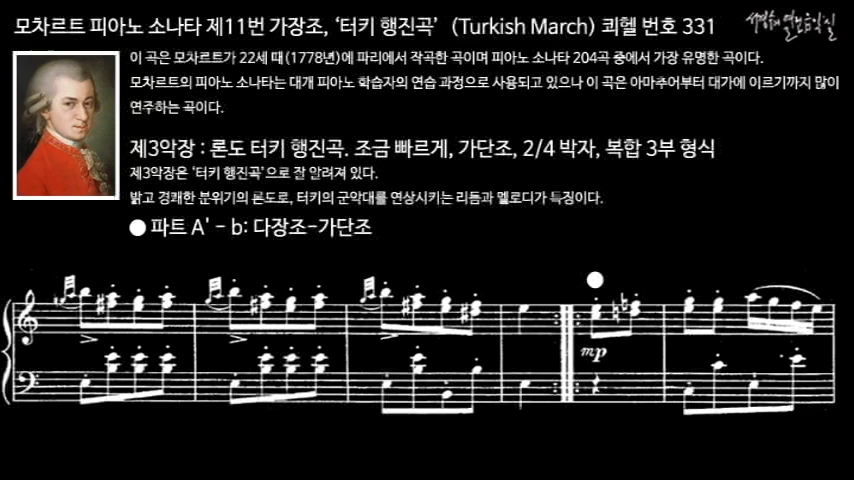 모차르트 피아노 소나타 제11번 가장조, ‘터키 행진곡’ (Turkish March) 쾨헬 번호 331
서정해 열린음악실
이 곡은 모차르트가 22세 때(1778년)에 파리에서 작곡한 곡이며 피아노 소나타 204곡 중에서 가장 유명한 곡이다.
모차르트의 피아노 소나타는 대개 피아노 학습자의 연습 과정으로 사용되고 있으나 이 곡은 아마추어부터 대가에 이르기까지 많이
연주하는 곡이다.
제3악장 : 론도 터키 행진곡. 조금 빠르게, 가단조, 2/4 박자, 복합 3부 형식
제3악장은 ‘터키 행진곡’으로 잘 알려져 있다.
밝고 경쾌한 분위기의 론도로, 터키의 군악대를 연상시키는 리듬과 멜로디가 특징이다.
● 파트 A' - b: 다장조-가단조
mp